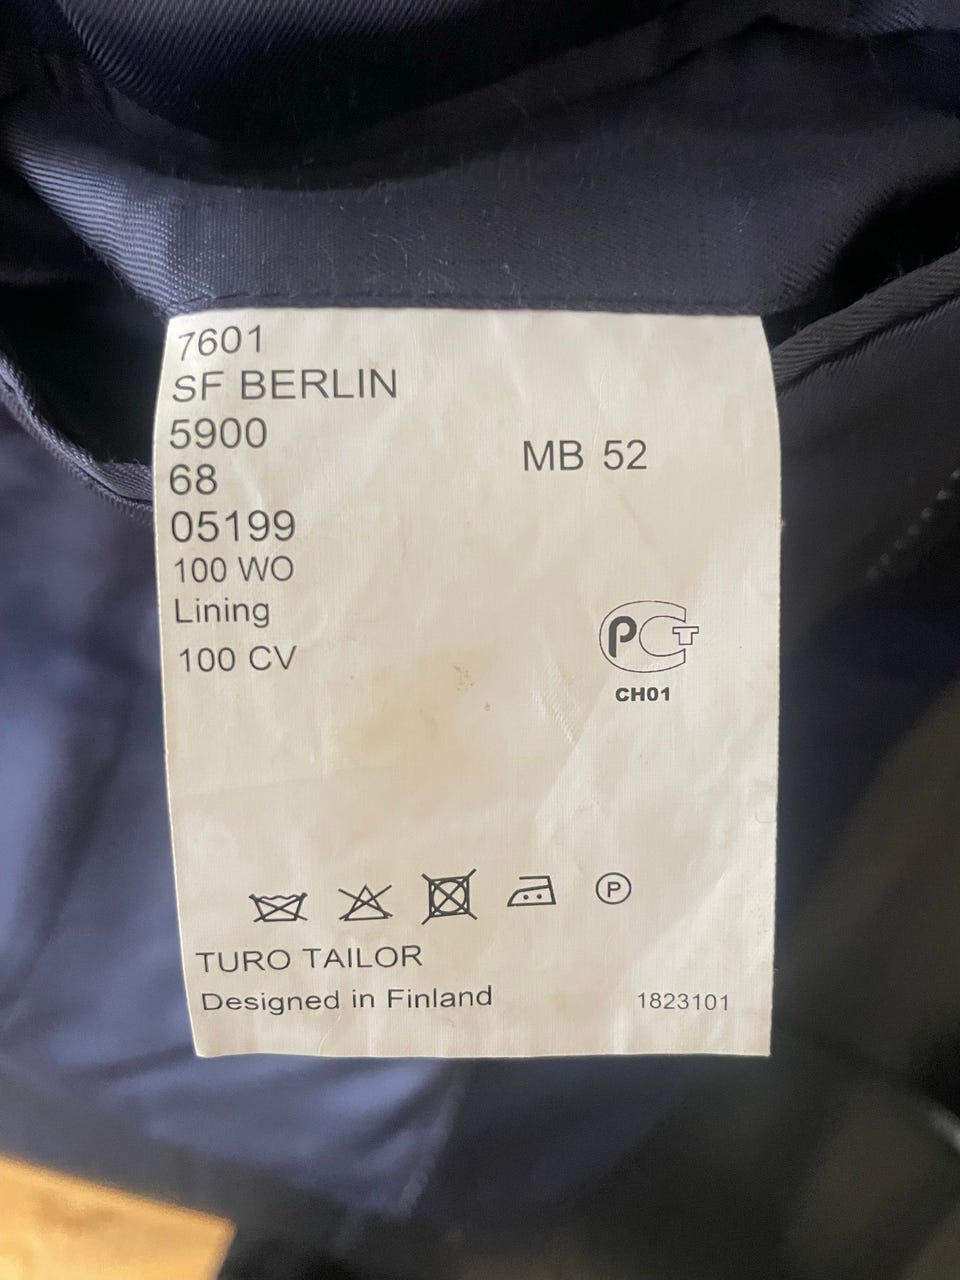 7601
SF BERLIN
5900
MB 52
68
05199
100 WO
Lining
100 CV
РСТ
CH01
P
TURO TAILOR
Designed in Finland
1823101